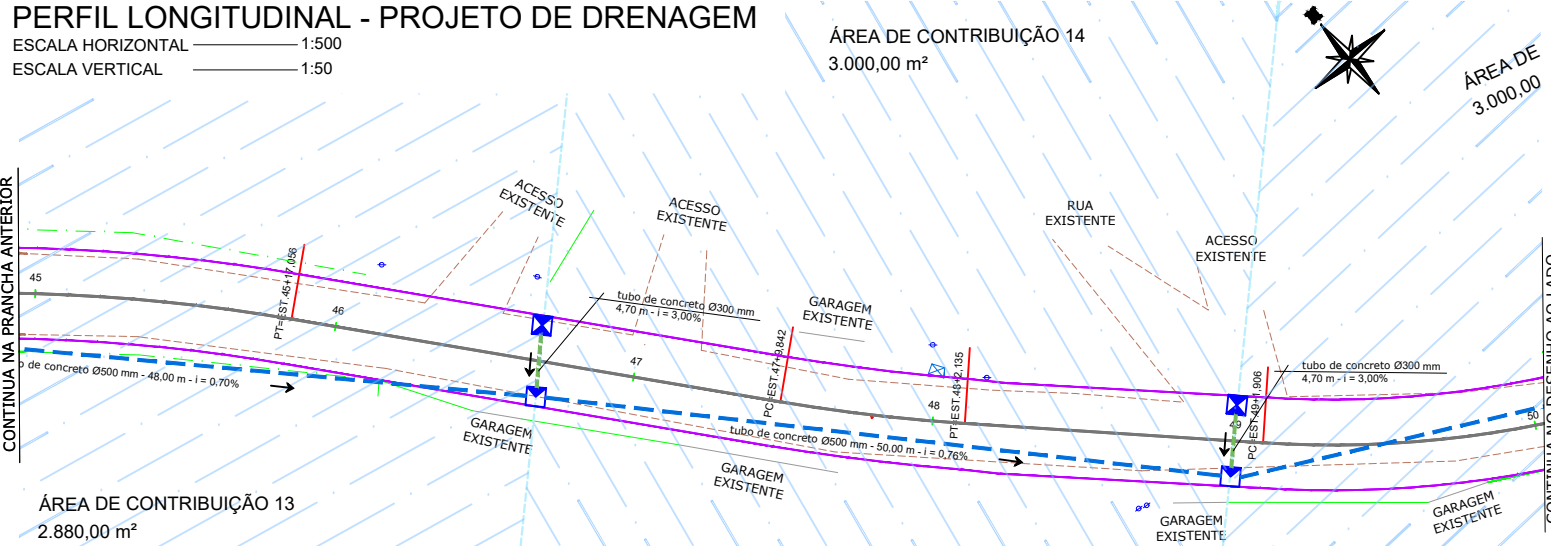 PERFIL LONGITUDINAL - PROJETO DE DRENAGEM
ESCALA HORIZONTAL 1:500
ESCALA VERTICAL 1:50
ÁREA DE CONTRIBUIÇÃO 14
3.000,00 m²
ÁREA DE
3.000,00
CONTINUA NA PRANCHA ANTERIOR
ACESSO
EXISTENTE
ACESSO
EXISTENTE
RUA
EXISTENTE
ACESSO
EXISTENTE
45
PT=EST.45+17,056
46
tubo de concreto Ø300 mm
4,70 m - i = 3,00%
GARAGEM
EXISTENTE
47
PC=EST.47+9,842
48
PT=EST.48+2,135
49
PC=EST.49+1,906
tubo de concreto Ø300 mm
4,70 m - i = 3,00%
50
CONTINUA NO DESENHO AO LADO
o de concreto Ø500 mm - 48,00 m - i = 0,70%
GARAGEM
EXISTENTE
tubo de concreto Ø500 mm - 50,00 m - i = 0,76%
GARAGEM
EXISTENTE
GARAGEM
EXISTENTE
GARAGEM
EXISTENTE
ÁREA DE CONTRIBUIÇÃO 13
2.880,00 m²